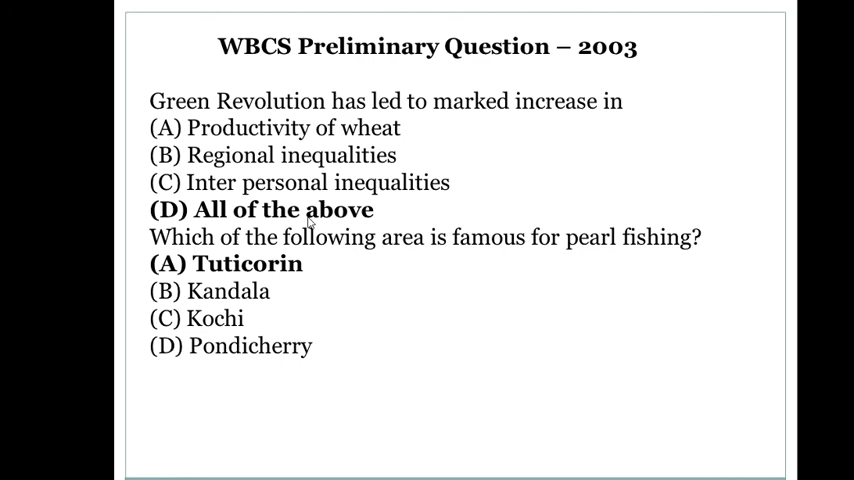 WBCS Preliminary Question – 2003
Green Revolution has led to marked increase in
(A) Productivity of wheat
(B) Regional inequalities
(C) Inter personal inequalities
(D) All of the above
Which of the following area is famous for pearl fishing?
(A) Tuticorin
(B) Kandala
(C) Kochi
(D) Pondicherry